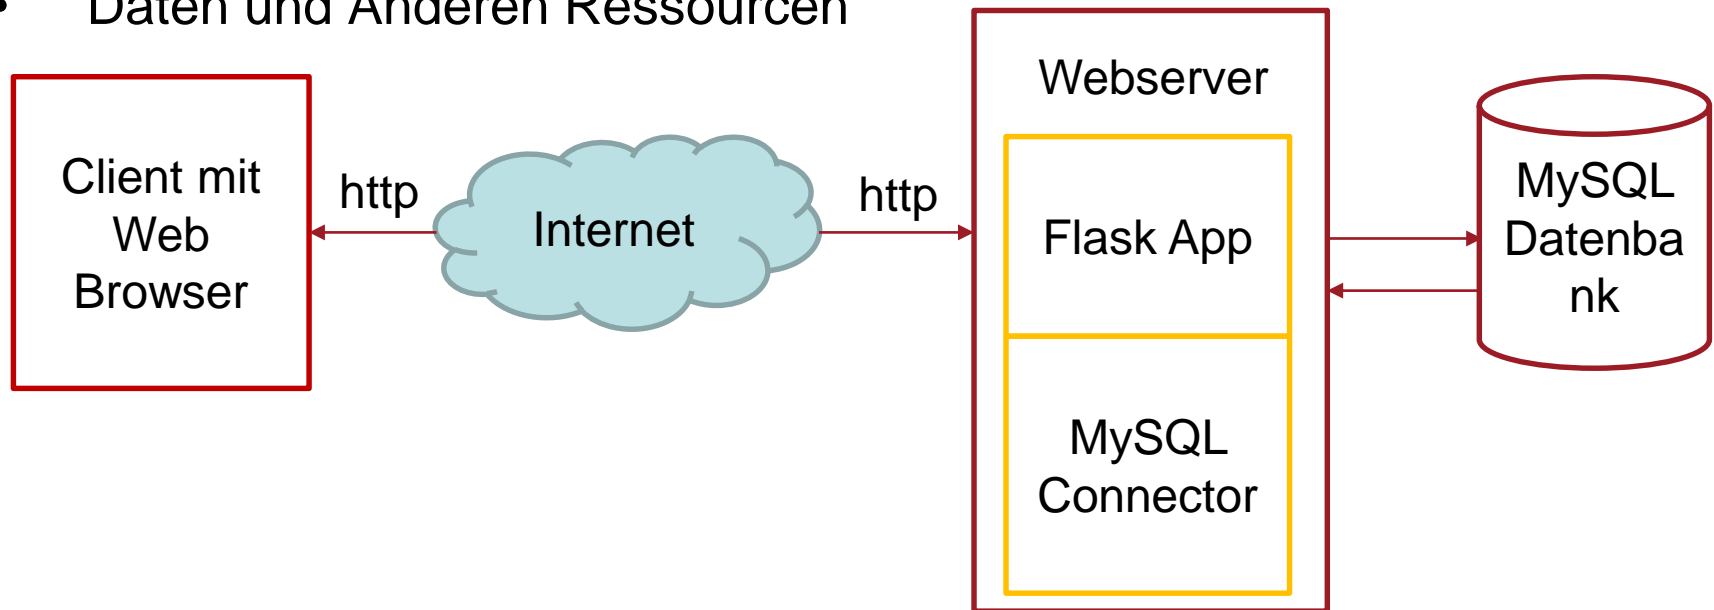 • Daten und Anderen Ressourcen
Webserver
Client mit
Web
Browser
http
Internet
http
Flask App
MySQL
Connector
MySQL
Datenba
nk